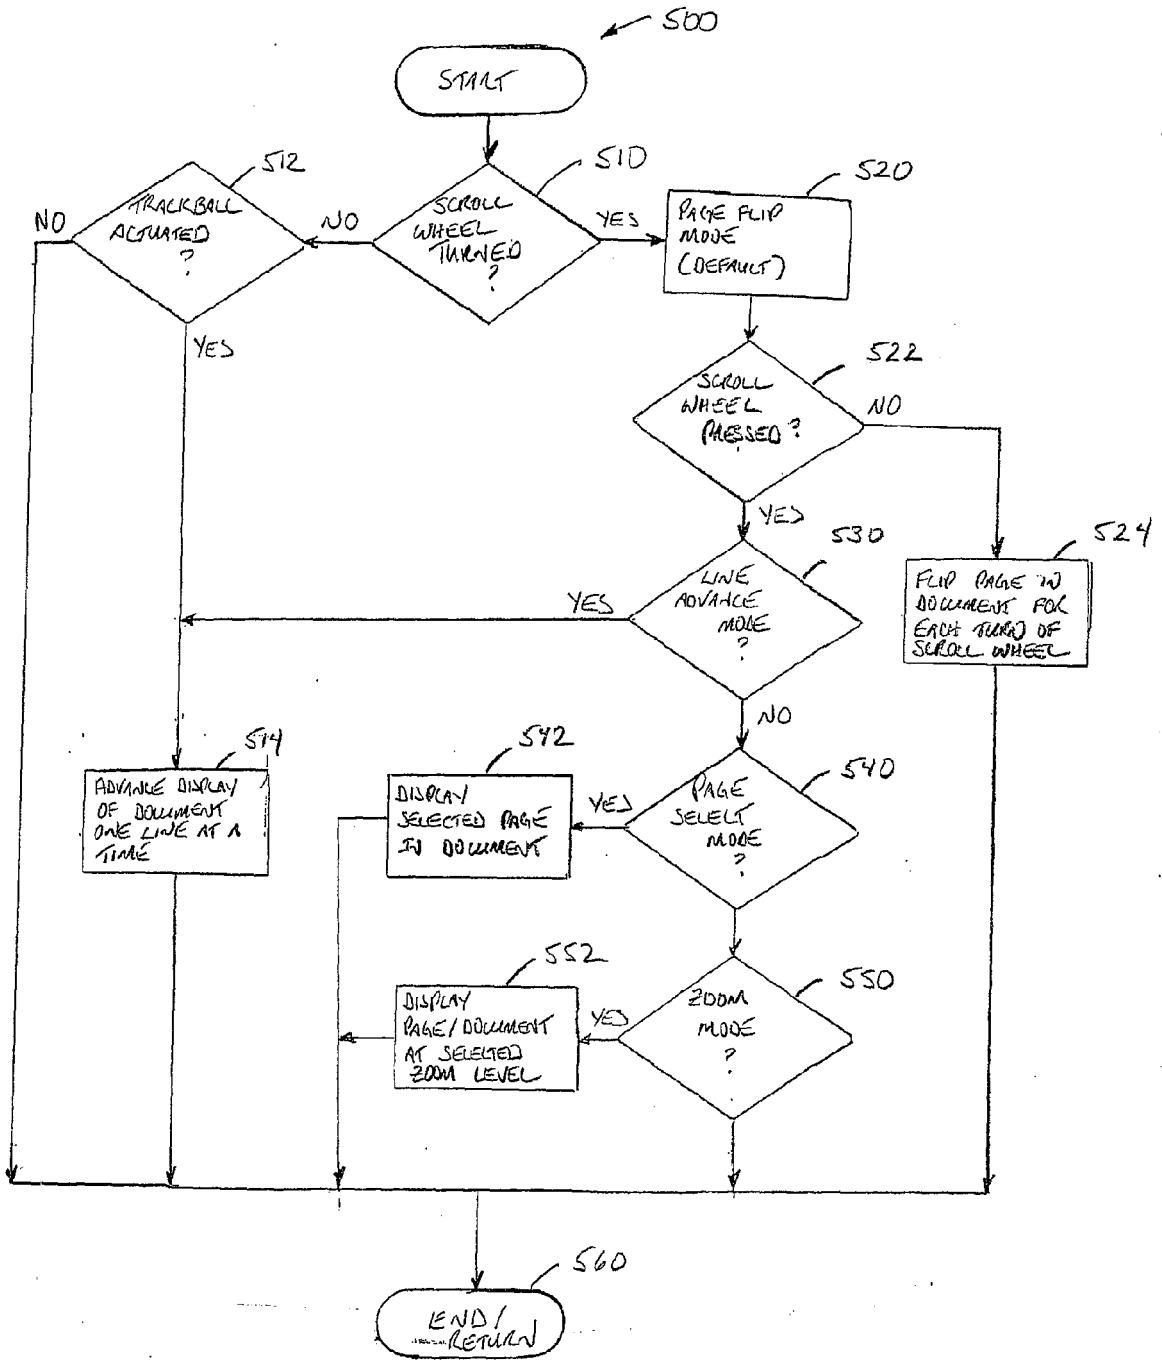 500
START
512
510
520
NO
TRACKBALL
ACTUATED
?
NO
SCROLL
WHEEL
TURNED
?
YES
PAGE FLIP
MODE
(DEFAULT)
YES
522
SCROLL
WHEEL
PRESSED?
NO
YES
530
524
LINE
ADVANCE
MODE
?
YES
FLIP PAGE IN
DOCUMENT FOR
EACH TURN OF
SCROLL WHEEL
NO
514
542
540
ADVANCE DISPLAY
OF DOCUMENT
ONE LINE AT A
TIME
DISPLAY
SELECTED PAGE
IN DOCUMENT
YES
PAGE
SELECT
MODE
?
552
550
DISPLAY
PAGE/DOCUMENT
AT SELECTED
ZOOM LEVEL
YES
ZOOM
MODE
?
560
END/
RETURN